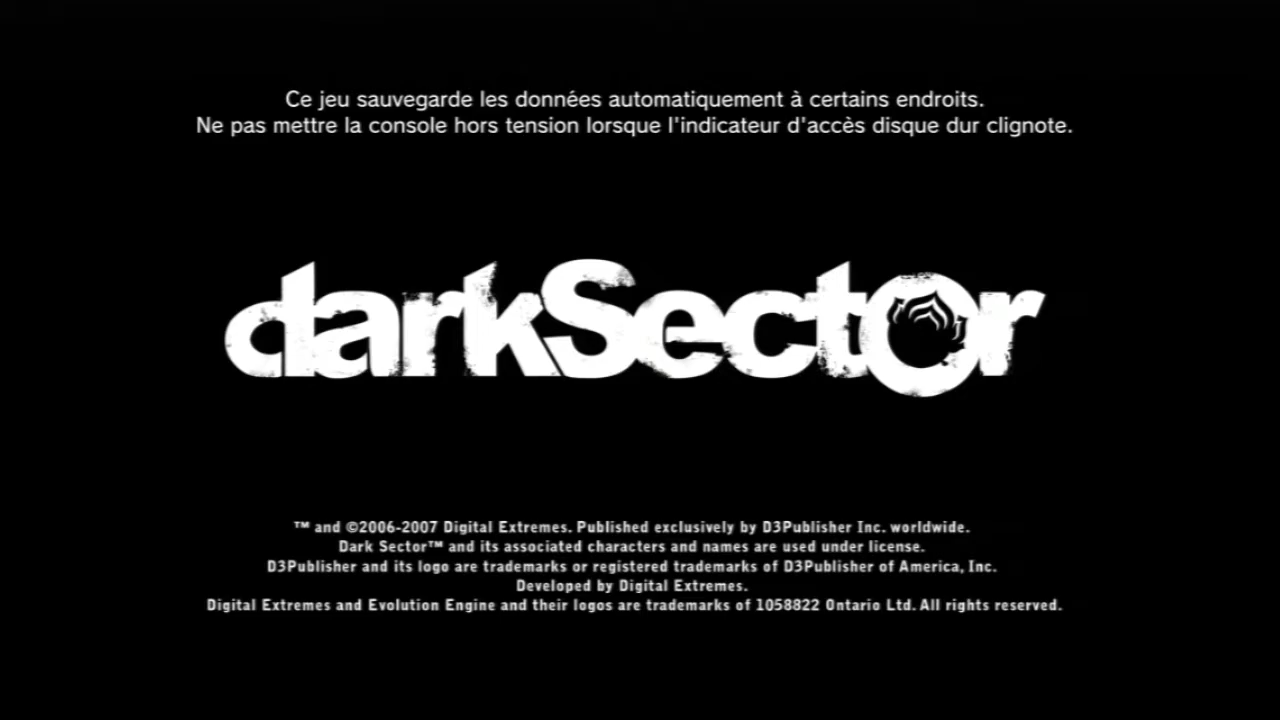 Ce jeu sauvegarde les données automatiquement à certains endroits.
Ne pas mettre la console hors tension lorsque l'indicateur d'accès disque dur clignote.
darkSector
™ and ©2006-2007 Digital Extremes. Published exclusively by D3Publisher Inc. worldwide.
Dark Sector™ and its associated characters and names are used under license.
D3Publisher and its logo are trademarks or registered trademarks of D3Publisher of America, Inc.
Developed by Digital Extremes.
Digital Extremes and Evolution Engine and their logos are trademarks of 1058822 Ontario Ltd. All rights reserved.